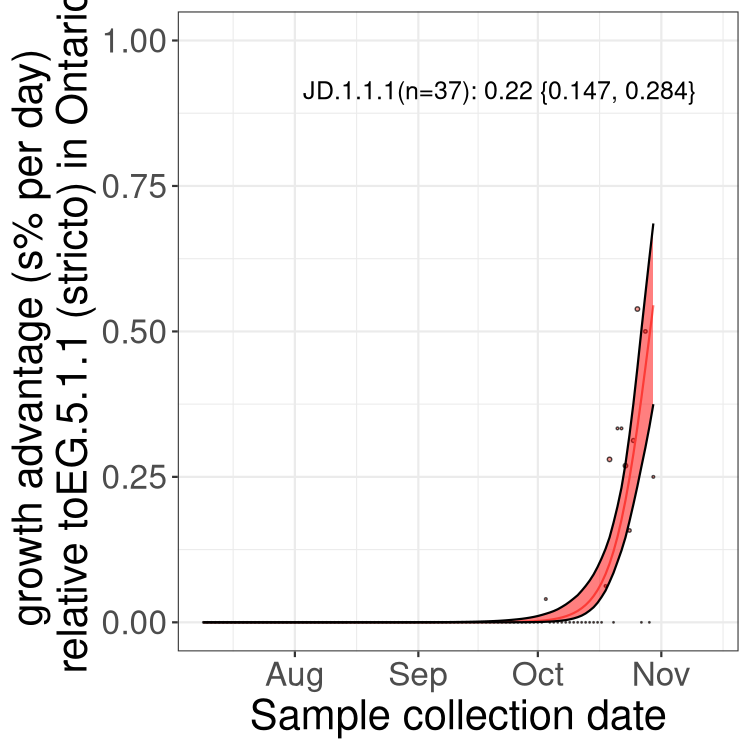 growth advantage (s% per day)
relative toEG.5.1.1 (stricto) in Ontario
1.00
0.75
0.50
0.25
0.00
JD.1.1.1(n=37): 0.22 {0.147, 0.284}
Aug
Sep
Oct
Nov
Sample collection date